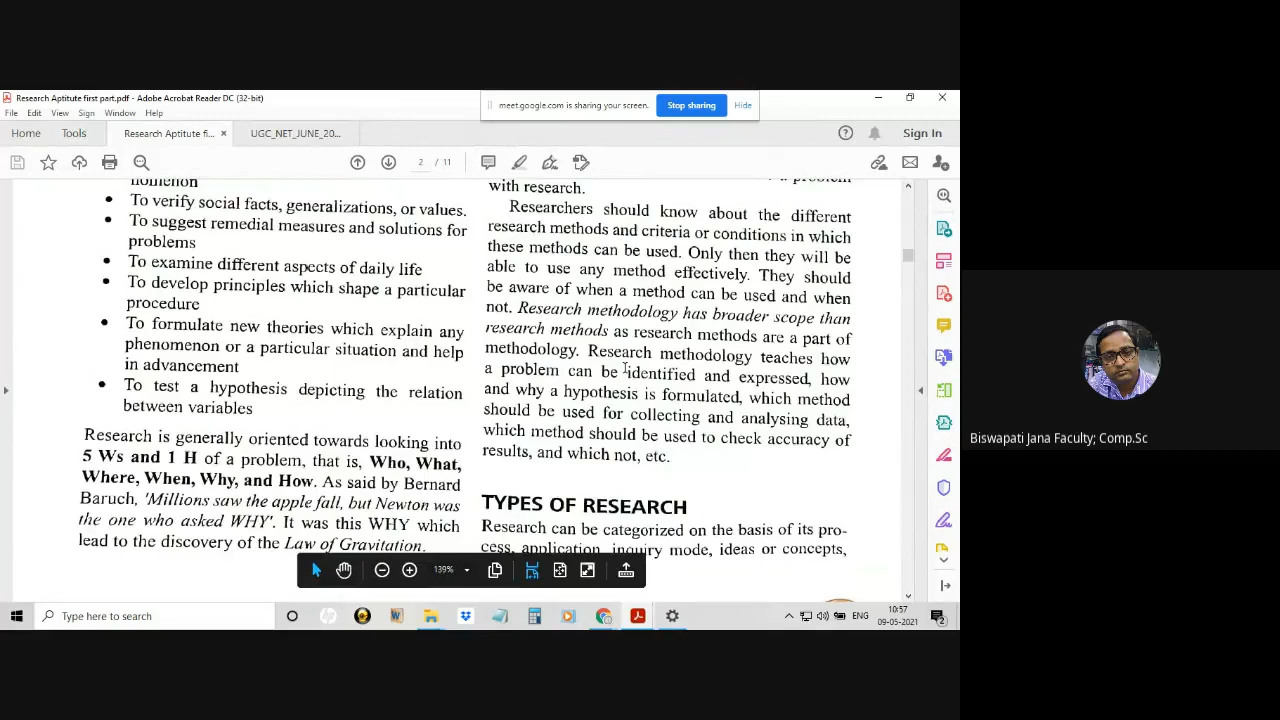 Research Aptitute first part.pdf - Adobe Acrobat Reader DC (32-bit)
meet.google.com is sharing your screen.
Stop sharing
Hide
File Edit View Sign Window Help
Home Tools Research Aptitute fi... UGC_NET_JUNE_20... Sign In
2 / 11
To verify social facts, generalizations, or values.
To suggest remedial measures and solutions for
problems
To examine different aspects of daily life
To develop principles which shape a particular
procedure
To formulate new theories which explain any
phenomenon or a particular situation and help
in advancement
To test a hypothesis depicting the relation
between variables
Research is generally oriented towards looking into
5 Ws and 1 H of a problem, that is, Who, What,
Where, When, Why, and How. As said by Bernard
Baruch, 'Millions saw the apple fall, but Newton was
the one who asked WHY'. It was this WHY which
lead to the discovery of the Law of Gravitation.
with research.
Researchers should know about the different
research methods and criteria or conditions in which
these methods can be used. Only then they will be
able to use any method effectively. They should
be aware of when a method can be used and when
not. Research methodology has broader scope than
research methods as research methods are a part of
methodology. Research methodology teaches how
a problem can be identified and expressed, how
and why a hypothesis is formulated, which method
should be used for collecting and analysing data,
which method should be used to check accuracy of
results, and which not, etc.
TYPES OF RESEARCH
Research can be categorized on the basis of its pro-
cess, application, inquiry mode, ideas or concepts,
139%
Biswapati Jana Faculty; Comp.Sc
Type here to search
ENG
10:57
09-05-2021
2